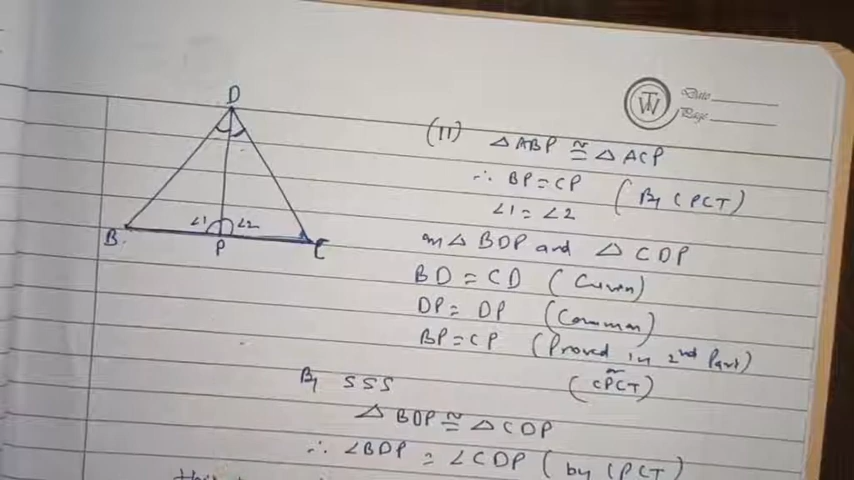 Date
Page
D
(11) △ABP ≅ △ACP
∴ BP = CP (By CPCT)
∠1 = ∠2
∠1 ∠2
B P C
in △ BDP and △ CDP
BD = CD (Given)
DP = DP (Common)
BP = CP (Proved in 2nd Part)
(CPCT)
By SSS
△ BDP ≅ △ CDP
∴ ∠BDP = ∠CDP (by CPCT)